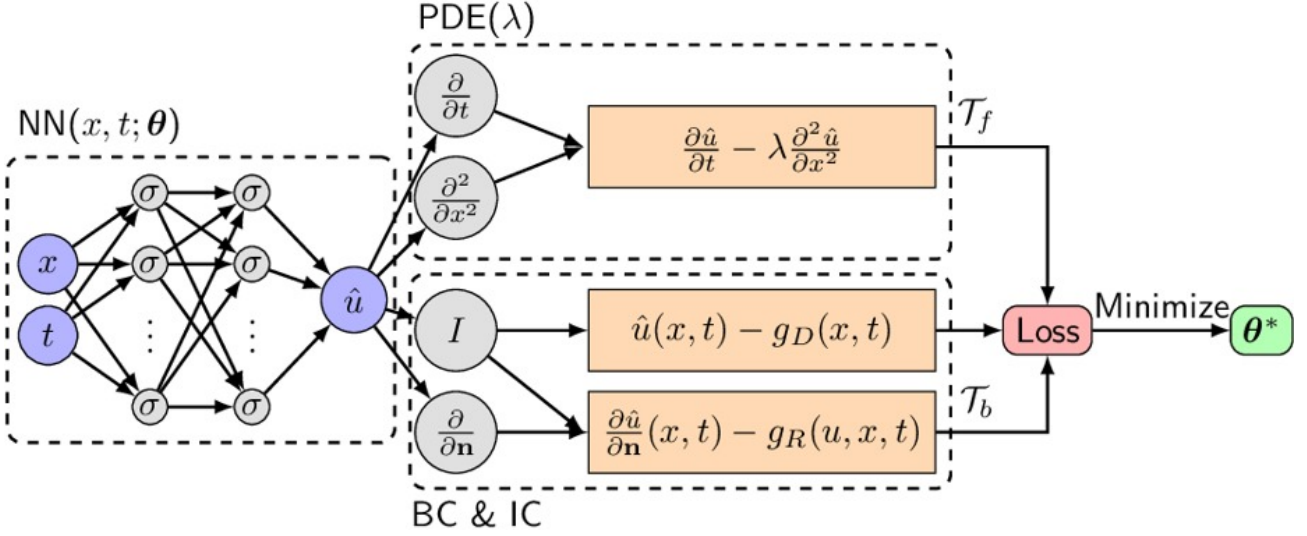 PDE(λ)
NN(x, t; θ)
∂/∂t
∂²/∂x²
∂û/∂t − λ ∂²û/∂x²
𝒯_f
x
t
σ
σ
σ
σ
⋮
⋮
σ
σ
û
I
û(x, t) − g_D(x, t)
Loss
Minimize
θ*
∂/∂n
∂û/∂n(x, t) − g_R(u, x, t)
𝒯_b
BC & IC